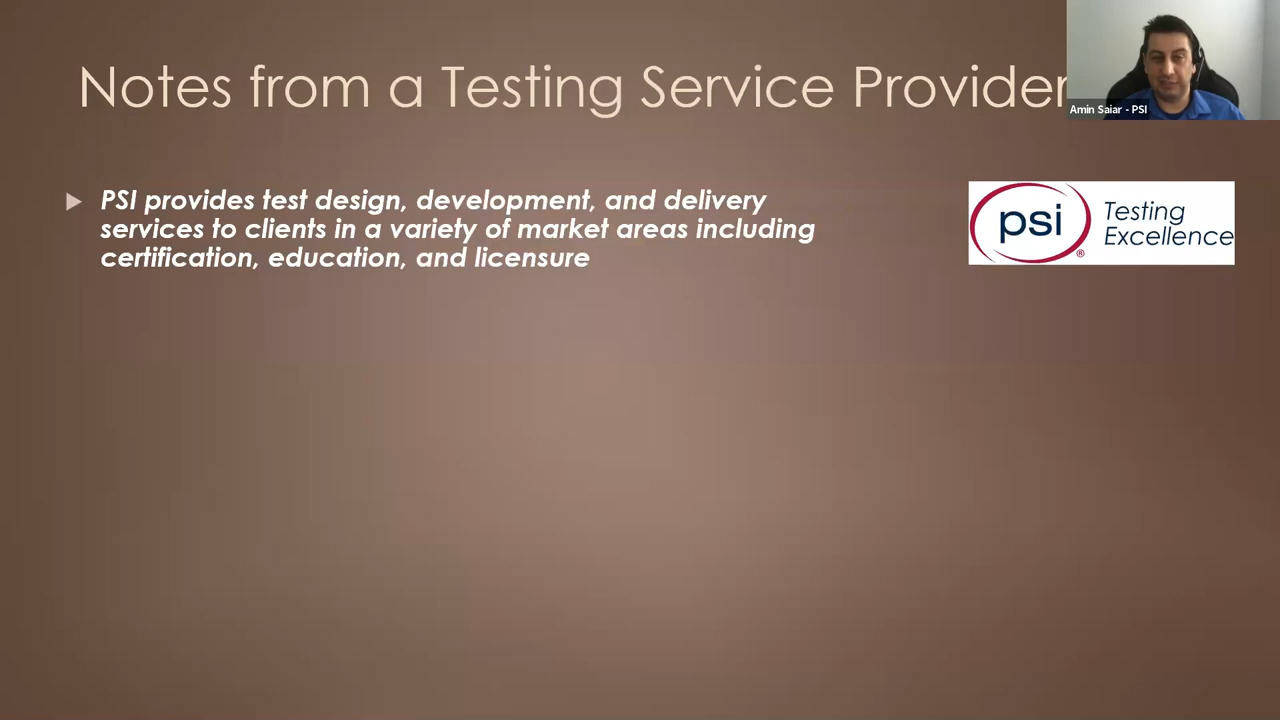 Notes from a Testing Service Provider
Amin Saiar - PSI
PSI provides test design, development, and delivery
services to clients in a variety of market areas including
certification, education, and licensure
psi
®
Testing
Excellence